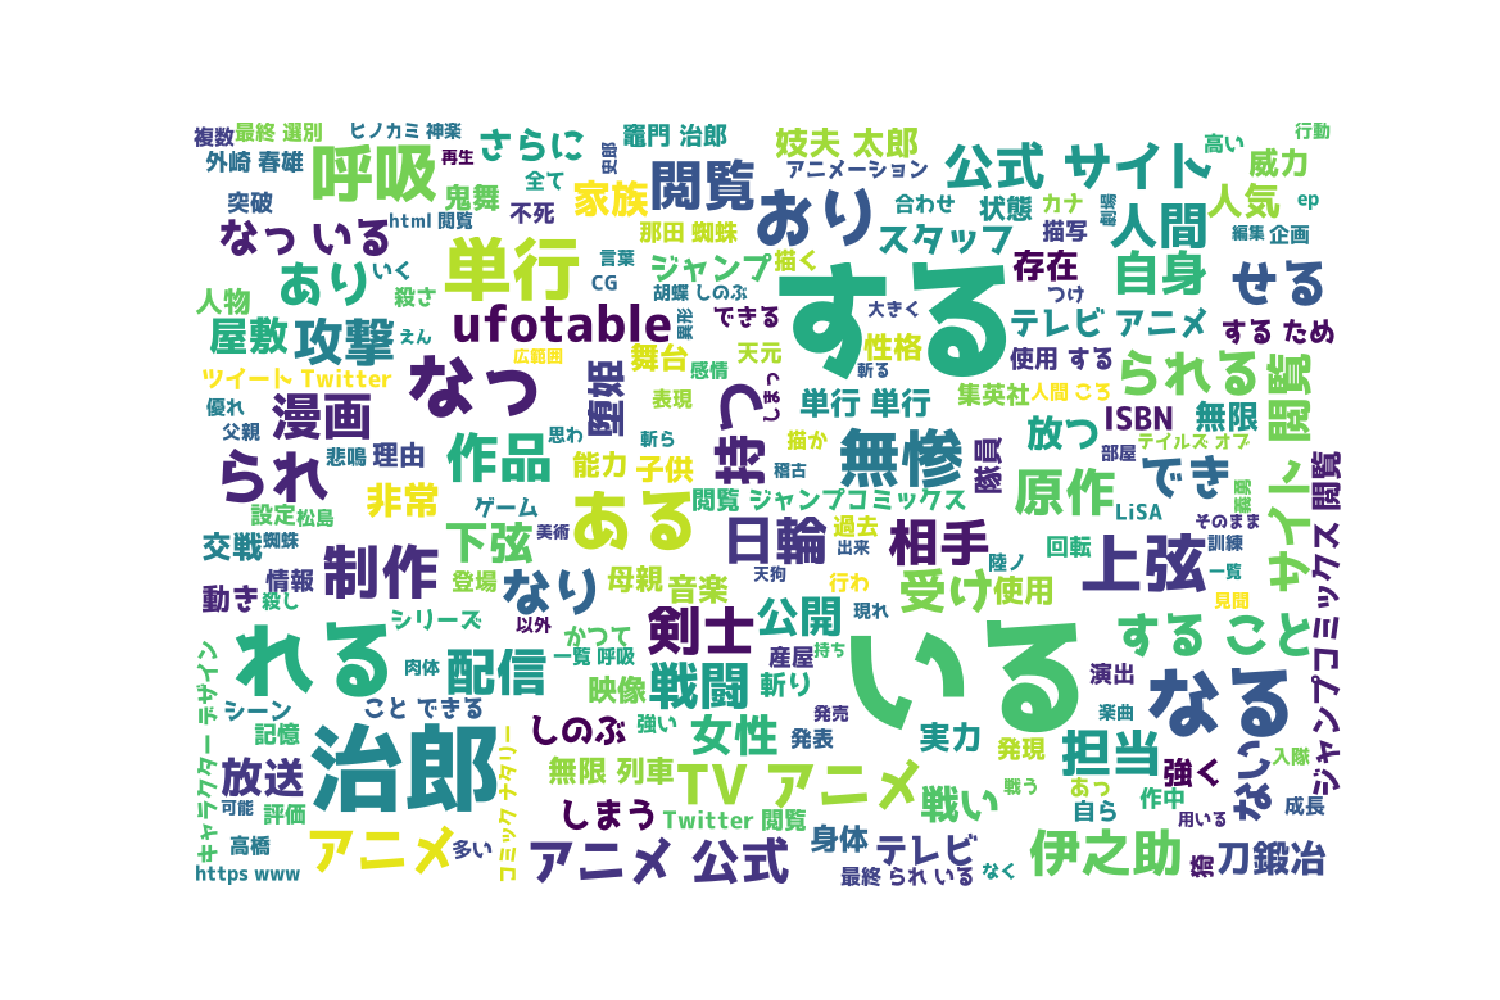 複数
最終 選別
ヒノカミ 神楽
さらに
竈門 治郎
妓夫 太郎
高い
行動
外崎 春雄
呼吸
再生
全て
閲覧
アニメーション
公式 サイト
威力
突破
鬼舞
不死
家族
おり
合わせ
状態
カナ
人間
人気
ep
なっ いる
html 閲覧
那田 蜘蛛
スタッフ
描写
編集
企画
あり
いく
単行
言葉
ジャンプ
描く
する
存在
自身
せる
人物
殺さ
CG
胡蝶 しのぶ
つけ
屋敷
攻撃
えん
ufotable
異形
できる
大きく
テレビ アニメ
する ため
ツイート Twitter
広範囲
舞台
感情
天元
性格
斬る
使用 する
られる
閲覧
優れ
漫画
なっ
堕姫
表現
しまっ
単行 単行
集英社
人間 ころ
ISBN
無限
父親
悲鳴
理由
作品
思わ
斬ら
持つ
描か
無惨
隊員
放つ
部屋
テイルズ オブ
られ
能力
子供
稽古
原作
でき
サイト 閲覧
非常
ゲーム
ある
閲覧 ジャンプコミックス
LiSA
義勇
設定
松島
下弦
美術
日輪
過去
相手
そのまま
交戦
蜘蛛
制作
出来
回転
上弦
訓練
情報
登場
なり
母親
音楽
天狗
行わ
受け
使用
陸ノ
一覧
動き
殺し
シリーズ
以外
かつて
剣士
公開
現れ
見聞
する こと
れる
肉体
配信
一覧 呼吸
戦闘
産屋
持ち
いる
演出
なる
ジャンプコミックス 閲覧
キャラクター デザイン
シーン
こと できる
映像
斬り
発売
楽曲
記憶
治郎
コミック ナタリー
しのぶ
強い
女性
発表
実力
発現
担当
入隊
放送
無限 列車
TV アニメ
戦う
あっ
強く
ない
可能
評価
しまう
Twitter 閲覧
戦い
自ら
作中
用いる
成長
高橋
アニメ
多い
アニメ 公式
身体
テレビ
伊之助
刀鍛冶
https www
最終 られ いる
なく